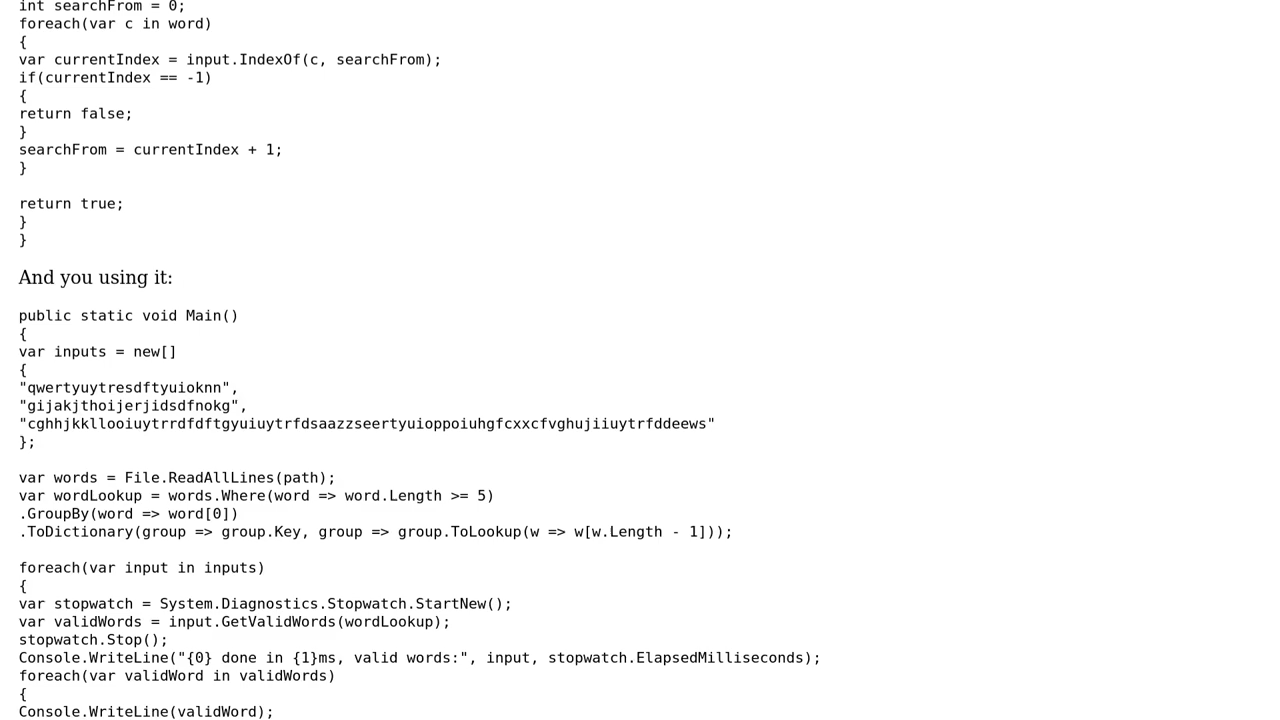 int searchFrom = 0;
foreach(var c in word)
{
var currentIndex = input.IndexOf(c, searchFrom);
if(currentIndex == -1)
{
return false;
}
searchFrom = currentIndex + 1;
}

return true;
}
}

And you using it:

public static void Main()
{
var inputs = new[]
{
"qwertyuytresdftyuioknn",
"gijakjthoijerjidsdfnokg",
"cghhjkkllooiuytrrdfdftgyuiuytrfdsaazzseertyuioppoiuhgfcxxcfvghujiiuytrfddeews"
};

var words = File.ReadAllLines(path);
var wordLookup = words.Where(word => word.Length >= 5)
.GroupBy(word => word[0])
.ToDictionary(group => group.Key, group => group.ToLookup(w => w[w.Length - 1]));

foreach(var input in inputs)
{
var stopwatch = System.Diagnostics.Stopwatch.StartNew();
var validWords = input.GetValidWords(wordLookup);
stopwatch.Stop();
Console.WriteLine("{0} done in {1}ms, valid words:", input, stopwatch.ElapsedMilliseconds);
foreach(var validWord in validWords)
{
Console.WriteLine(validWord);